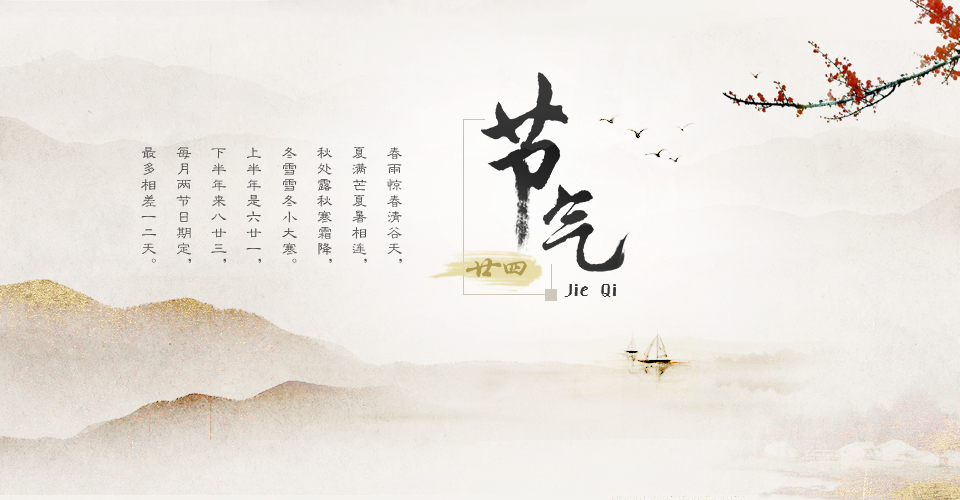 节气
廿四
Jie Qi
春雨惊春清谷天，
夏满芒夏暑相连，
秋处露秋寒霜降，
冬雪雪冬小大寒。
上半年是六廿一，
下半年来八廿三，
每月两节日期定，
最多相差一二天。